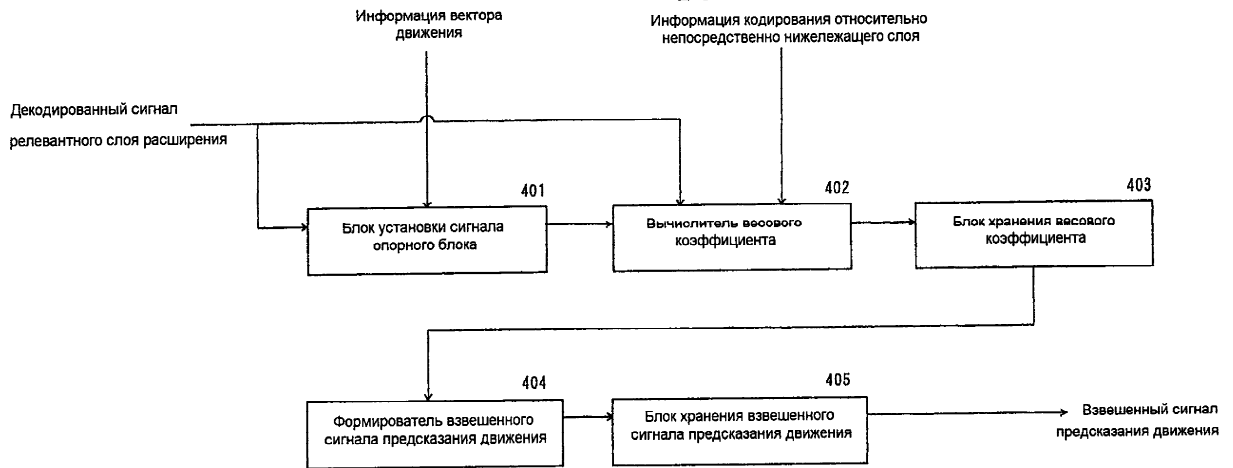 Информация вектора
движения
Информация кодирования относительно
непосредственно нижележащего слоя
Декодированный сигнал
релевантного слоя расширения
401
Блок установки сигнала
опорного блока
402
Вычислитель весового
коэффициента
403
Блок хранения весового
коэффициента
404
Формирователь взвешенного
сигнала предсказания движения
405
Блок хранения взвешенного
сигнала предсказания движения
Взвешенный сигнал
предсказания движения